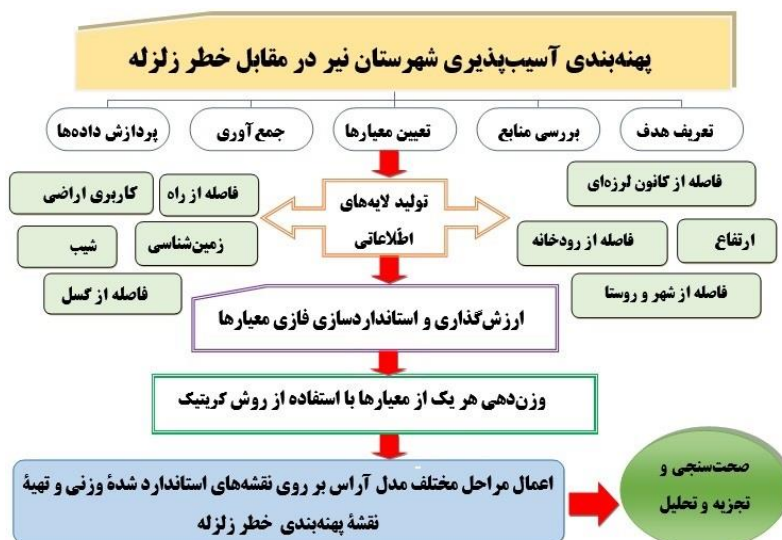 پهنه‌بندی آسیب‌پذیری شهرستان نیر در مقابل خطر زلزله
تعریف هدف
بررسی منابع
تعیین معیارها
جمع‌آوری
پردازش داده‌ها
تولید لایه‌های
اطّلاعاتی
فاصله از کانون لرزه‌ای
ارتفاع
فاصله از رودخانه
فاصله از شهر و روستا
فاصله از راه
کاربری اراضی
زمین‌شناسی
شیب
فاصله از گسل
ارزش‌گذاری و استانداردسازی فازی معیارها
وزن‌دهی هر یک از معیارها با استفاده از روش کریتیک
اعمال مراحل مختلف مدل آراس بر روی نقشه‌های استاندارد شدهٔ وزنی و تهیهٔ
نقشهٔ پهنه‌بندی خطر زلزله
صحت‌سنجی و
تجزیه و تحلیل